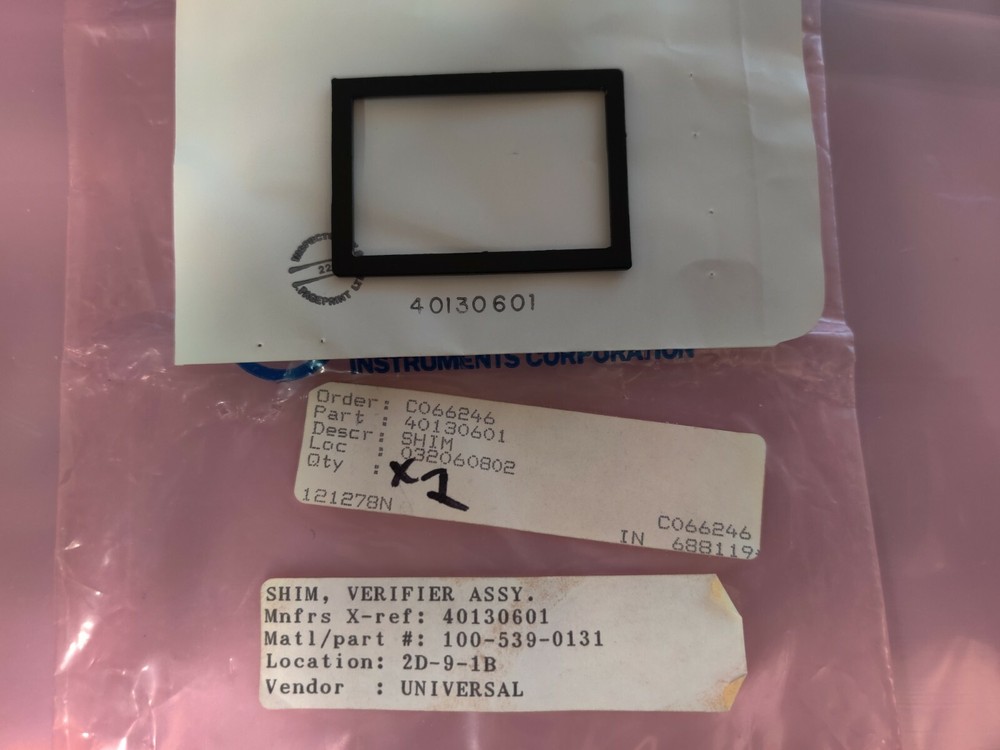 22
40130601
INSTRUMENTS CORPORATION
Order: C066246
Part : 40130601
Descr: SHIM
Loc : 032060802
Qty : x1
121278N
C066246
IN 688119
SHIM, VERIFIER ASSY.
Mnfrs X-ref: 40130601
Matl/part #: 100-539-0131
Location: 2D-9-1B
Vendor : UNIVERSAL